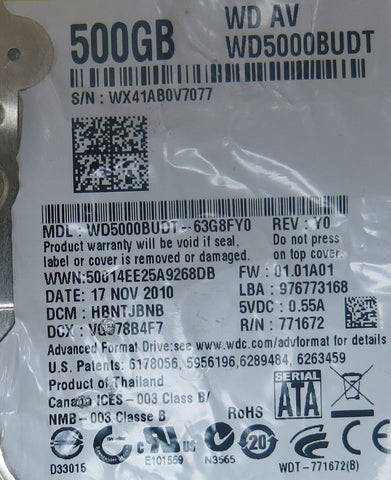 500GB WD AV
WD5000BUDT
S/N : WX41AB0V7077
MDL : WD5000BUDT--63G8FY0 REV : Y0
Product warranty will be void if seal, Do not press
label or cover is removed or damaged. on top cover.
WWN:50014EE25A9268DB FW : 01.01A01
DATE: 17 NOV 2010 LBA : 976773168
DCM : HBNTJBNB 5VDC : 0.55A
DCX : 978B4F7 R/N : 771672
Advanced Format Drive:see www.wdc.com/advformat for details
U.S. Patents: 6178056, 5956196,6289484, 6263459
Product of Thailand
Canada ICES – 003 Class B/
NMB – 003 Classe B
SERIAL
ATA
RoHS
c us 20 CE
D33015 E101559 N3565 WDT -771672(B)